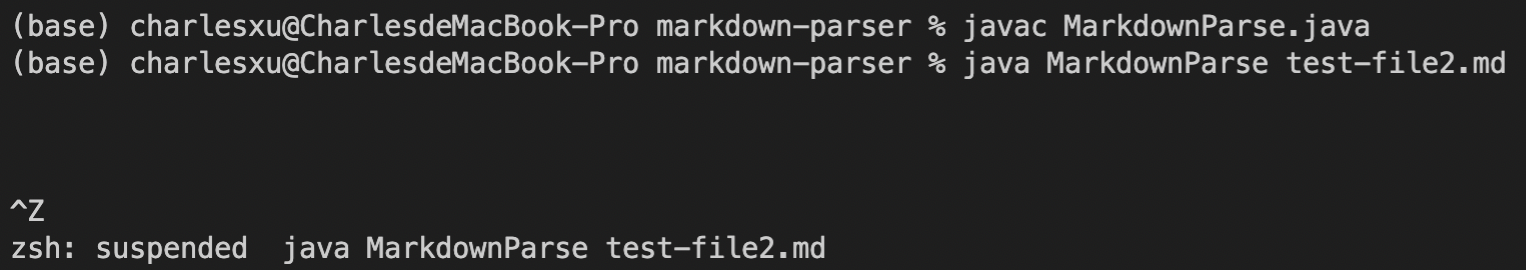 (base) charlesxu@CharlesdeMacBook-Pro markdown-parser % javac MarkdownParse.java
(base) charlesxu@CharlesdeMacBook-Pro markdown-parser % java MarkdownParse test-file2.md
^Z
zsh: suspended  java MarkdownParse test-file2.md